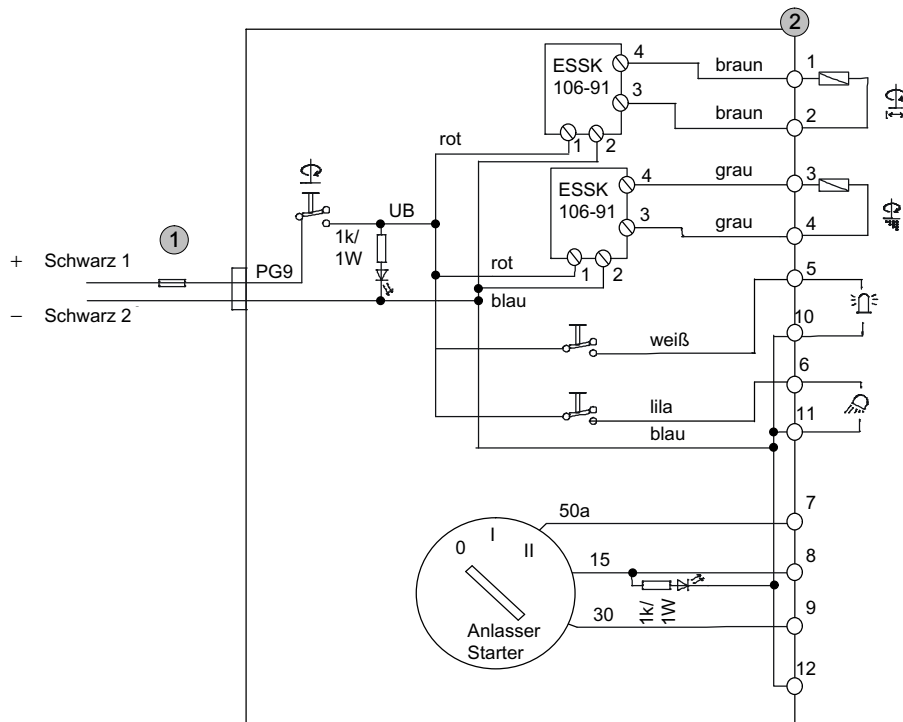 2
4
ESSK
106-91
3
braun
1
braun
2
1
2
rot
4
ESSK
106-91
3
grau
3
grau
4
1
2
UB
1k/
1W
1
+ Schwarz 1
PG9
rot
blau
− Schwarz 2
5
10
weiß
6
lila
11
blau
7
50a
0
I
II
15
8
1k/
1W
9
30
Anlasser
Starter
12